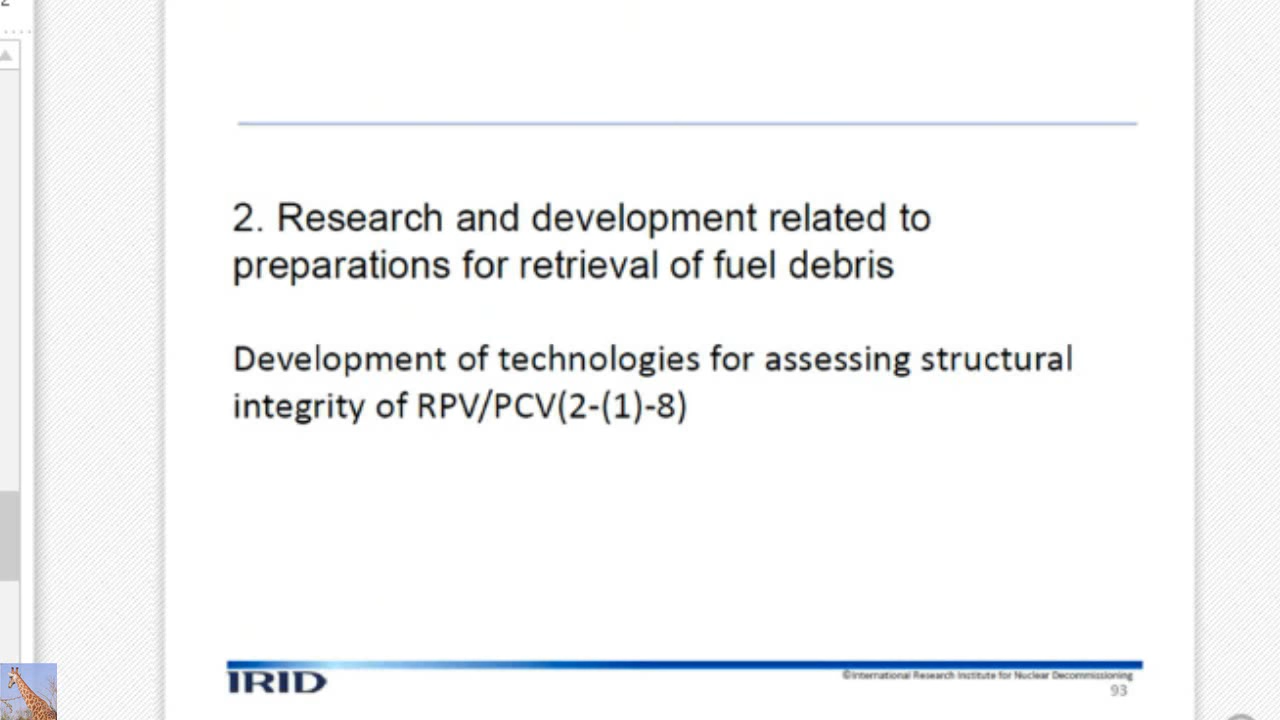 2
2. Research and development related to
preparations for retrieval of fuel debris
Development of technologies for assessing structural
integrity of RPV/PCV(2-(1)-8)
IRID
©International Research Institute for Nuclear Decommissioning
93